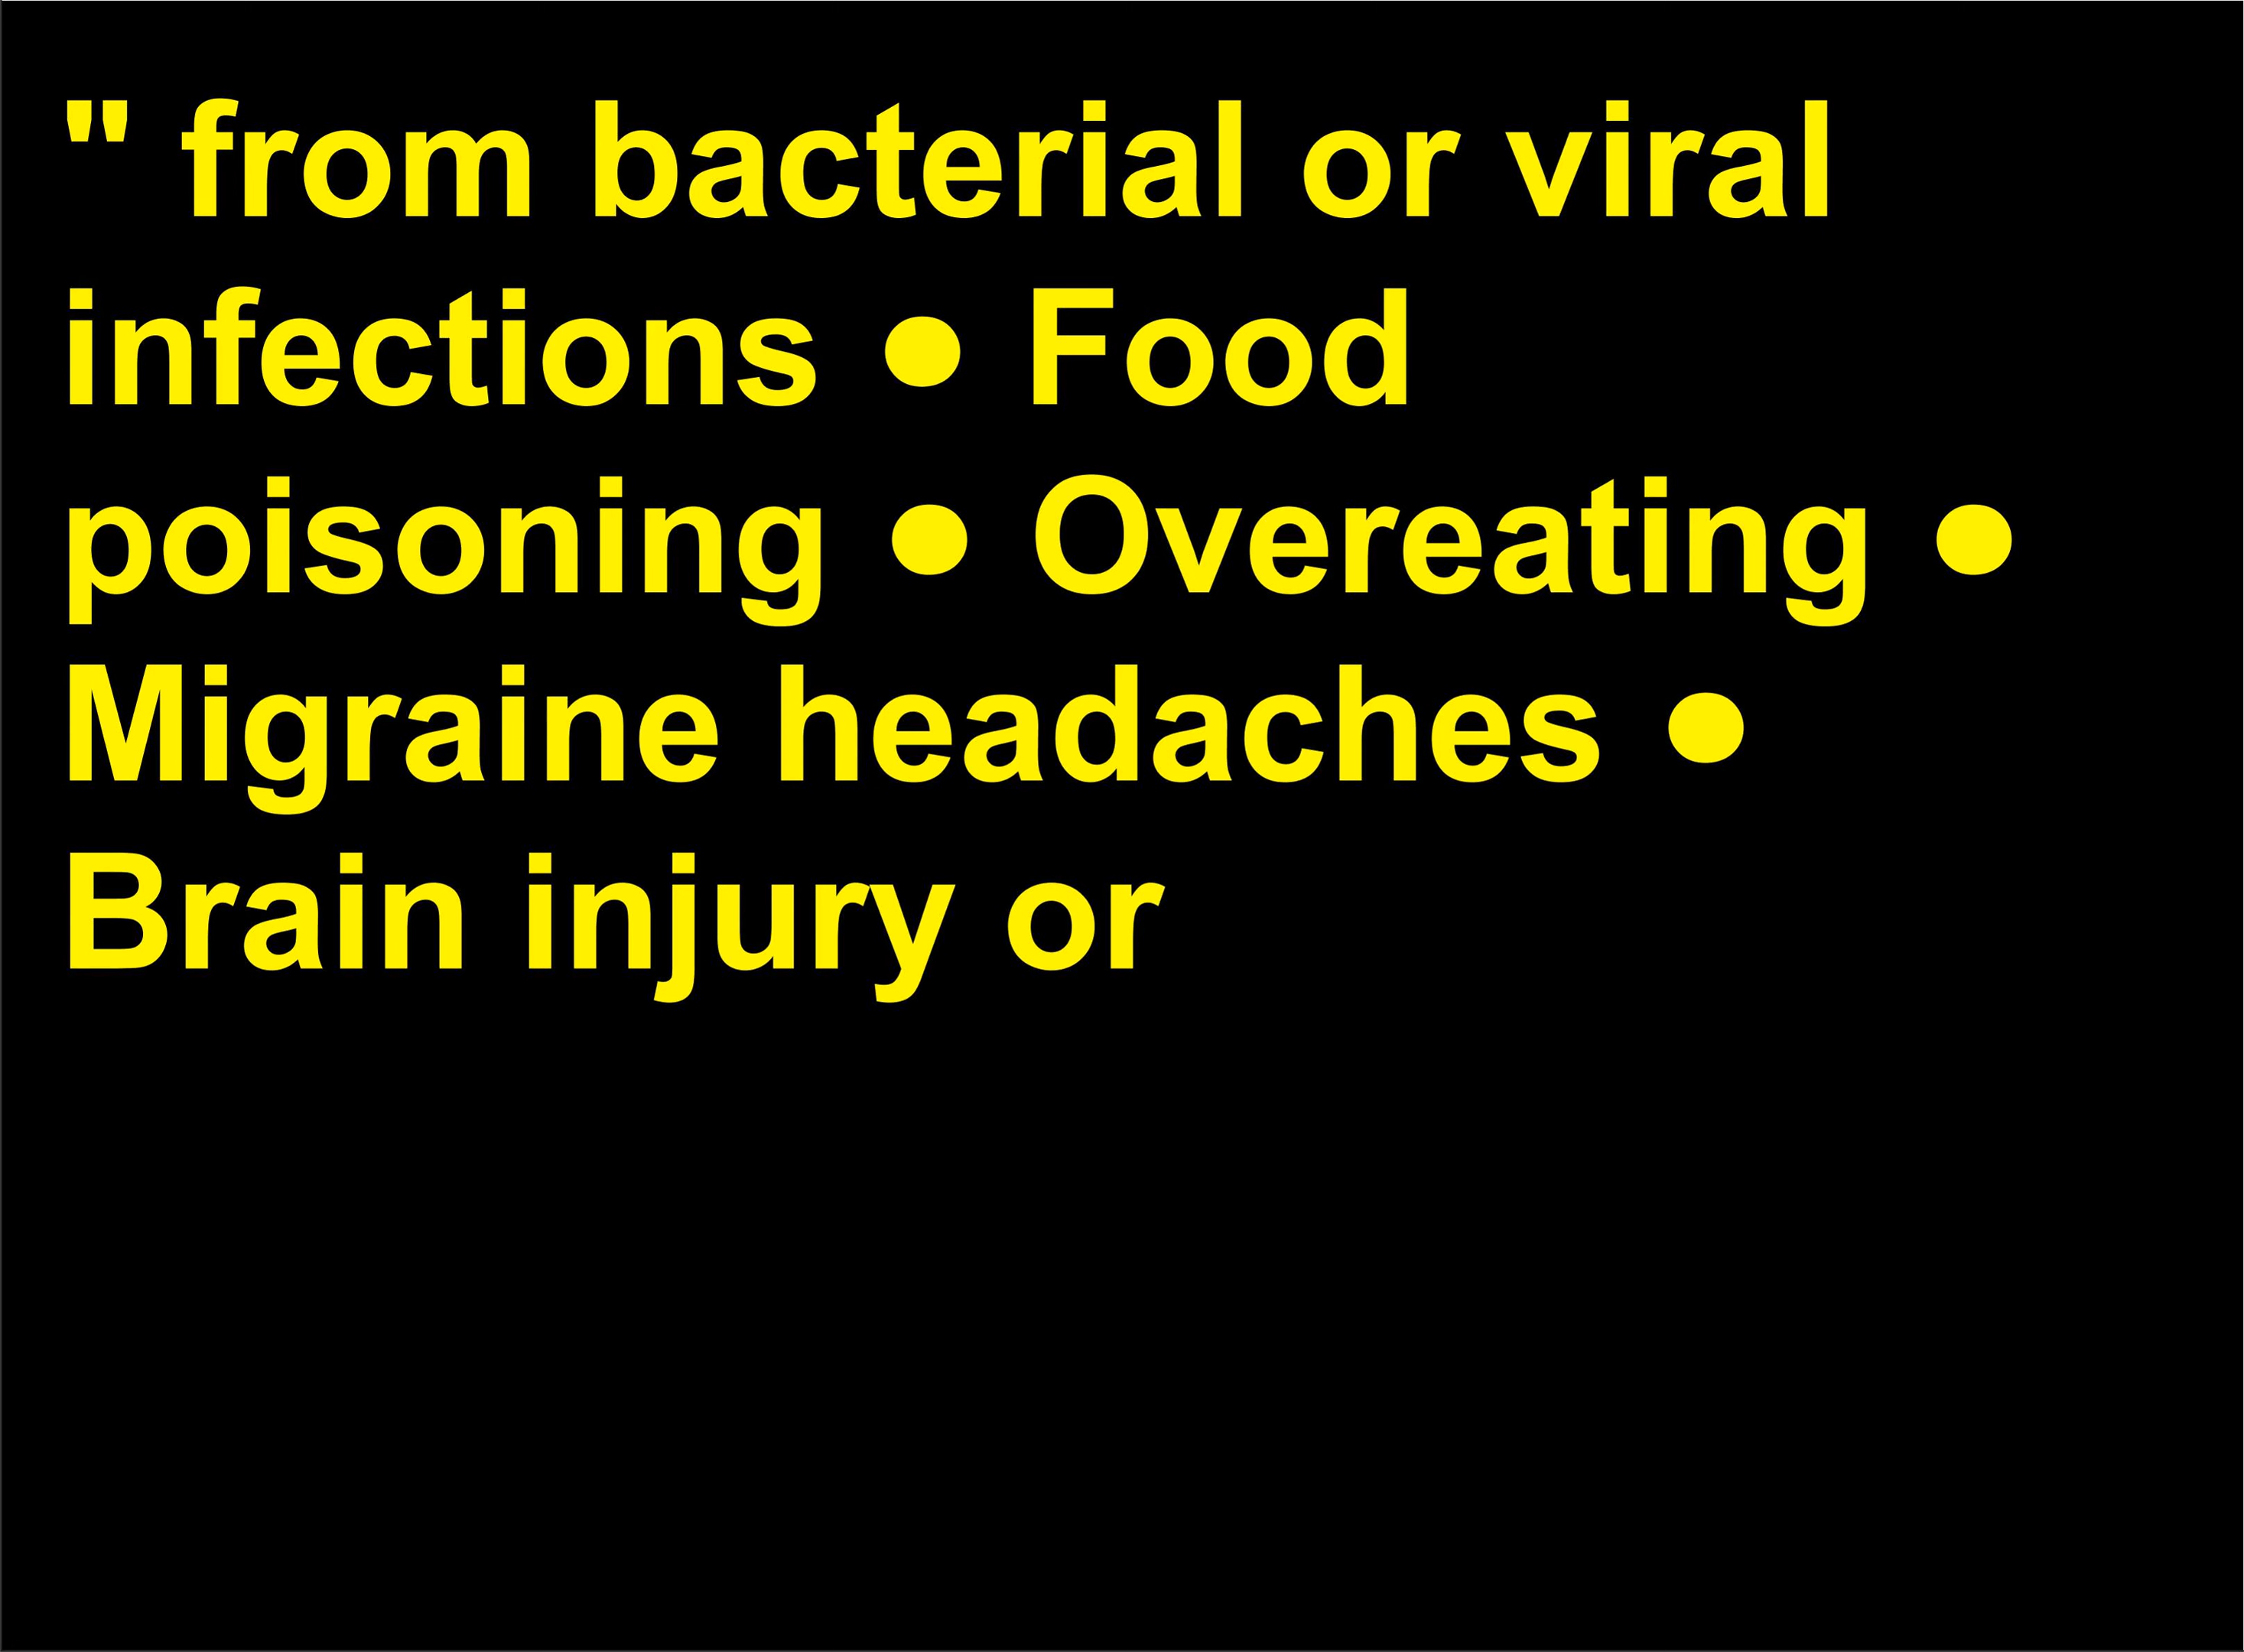 " from bacterial or viral
infections ● Food
poisoning ● Overeating ●
Migraine headaches ●
Brain injury or